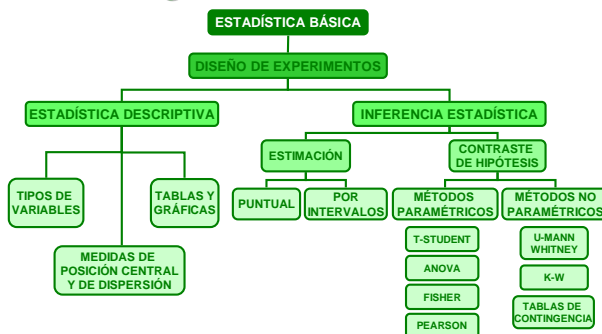 ESTADÍSTICA BÁSICA
DISEÑO DE EXPERIMENTOS
ESTADÍSTICA DESCRIPTIVA
INFERENCIA ESTADÍSTICA
ESTIMACIÓN
CONTRASTE
DE HIPÓTESIS
TIPOS DE
VARIABLES
TABLAS Y
GRÁFICAS
PUNTUAL
POR
INTERVALOS
MÉTODOS
PARAMÉTRICOS
MÉTODOS NO
PARAMÉTRICOS
MEDIDAS DE
POSICIÓN CENTRAL
Y DE DISPERSIÓN
T-STUDENT
ANOVA
FISHER
PEARSON
U-MANN
WHITNEY
K-W
TABLAS DE
CONTINGENCIA